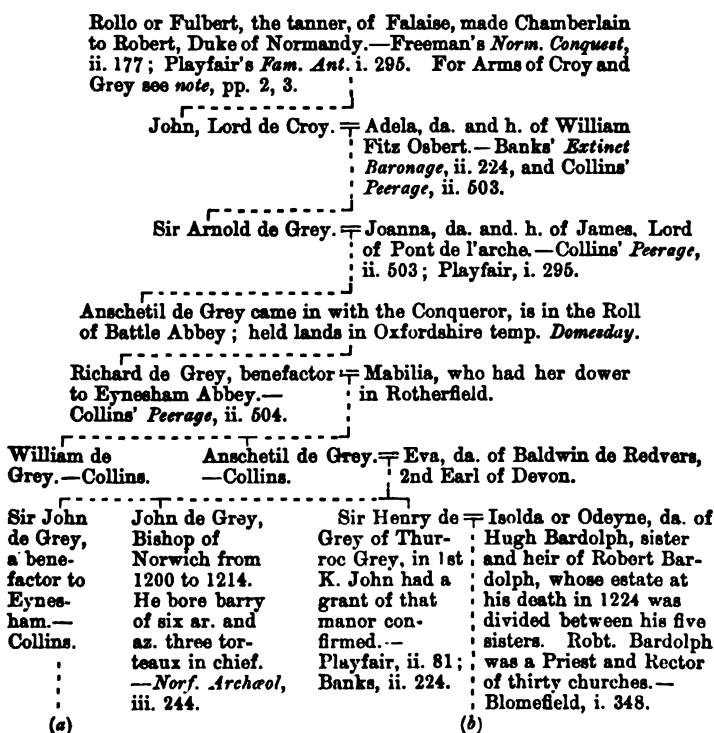 Rollo or Fulbert, the tanner, of Falaise, made Chamberlain
to Robert, Duke of Normandy.—Freeman's Norm. Conquest,
ii. 177; Playfair's Fam. Ant. i. 295. For Arms of Croy and
Grey see note, pp. 2, 3.
John, Lord de Croy. = Adela, da. and h. of William
Fitz Osbert.—Banks' Extinct
Baronage, ii. 224, and Collins'
Peerage, ii. 503.
Sir Arnold de Grey. = Joanna, da. and. h. of James, Lord
of Pont de l'arche.—Collins' Peerage,
ii. 503; Playfair, i. 295.
Anschetil de Grey came in with the Conqueror, is in the Roll
of Battle Abbey; held lands in Oxfordshire temp. Domesday.
Richard de Grey, benefactor
to Eynesham Abbey.—
Collins' Peerage, ii. 504.
= Mabilia, who had her dower
in Rotherfield.
William de
Grey.—Collins.
Anschetil de Grey.
—Collins.
= Eva, da. of Baldwin de Redvers,
2nd Earl of Devon.
Sir John
de Grey,
a bene-
factor to
Eynes-
ham.—
Collins.
(a)
John de Grey,
Bishop of
Norwich from
1200 to 1214.
He bore barry
of six ar. and
az. three tor-
teaux in chief.
—Norf. Archæol,
iii. 244.
Sir Henry de
Grey of Thur-
roc Grey, in 1st
K. John had a
grant of that
manor con-
firmed.—
Playfair, ii. 81;
Banks, ii. 224.
= Isolda or Odeyne, da. of
Hugh Bardolph, sister
and heir of Robert Bar-
dolph, whose estate at
his death in 1224 was
divided between his five
sisters. Robt. Bardolph
was a Priest and Rector
of thirty churches.—
Blomefield, i. 348.
(b)